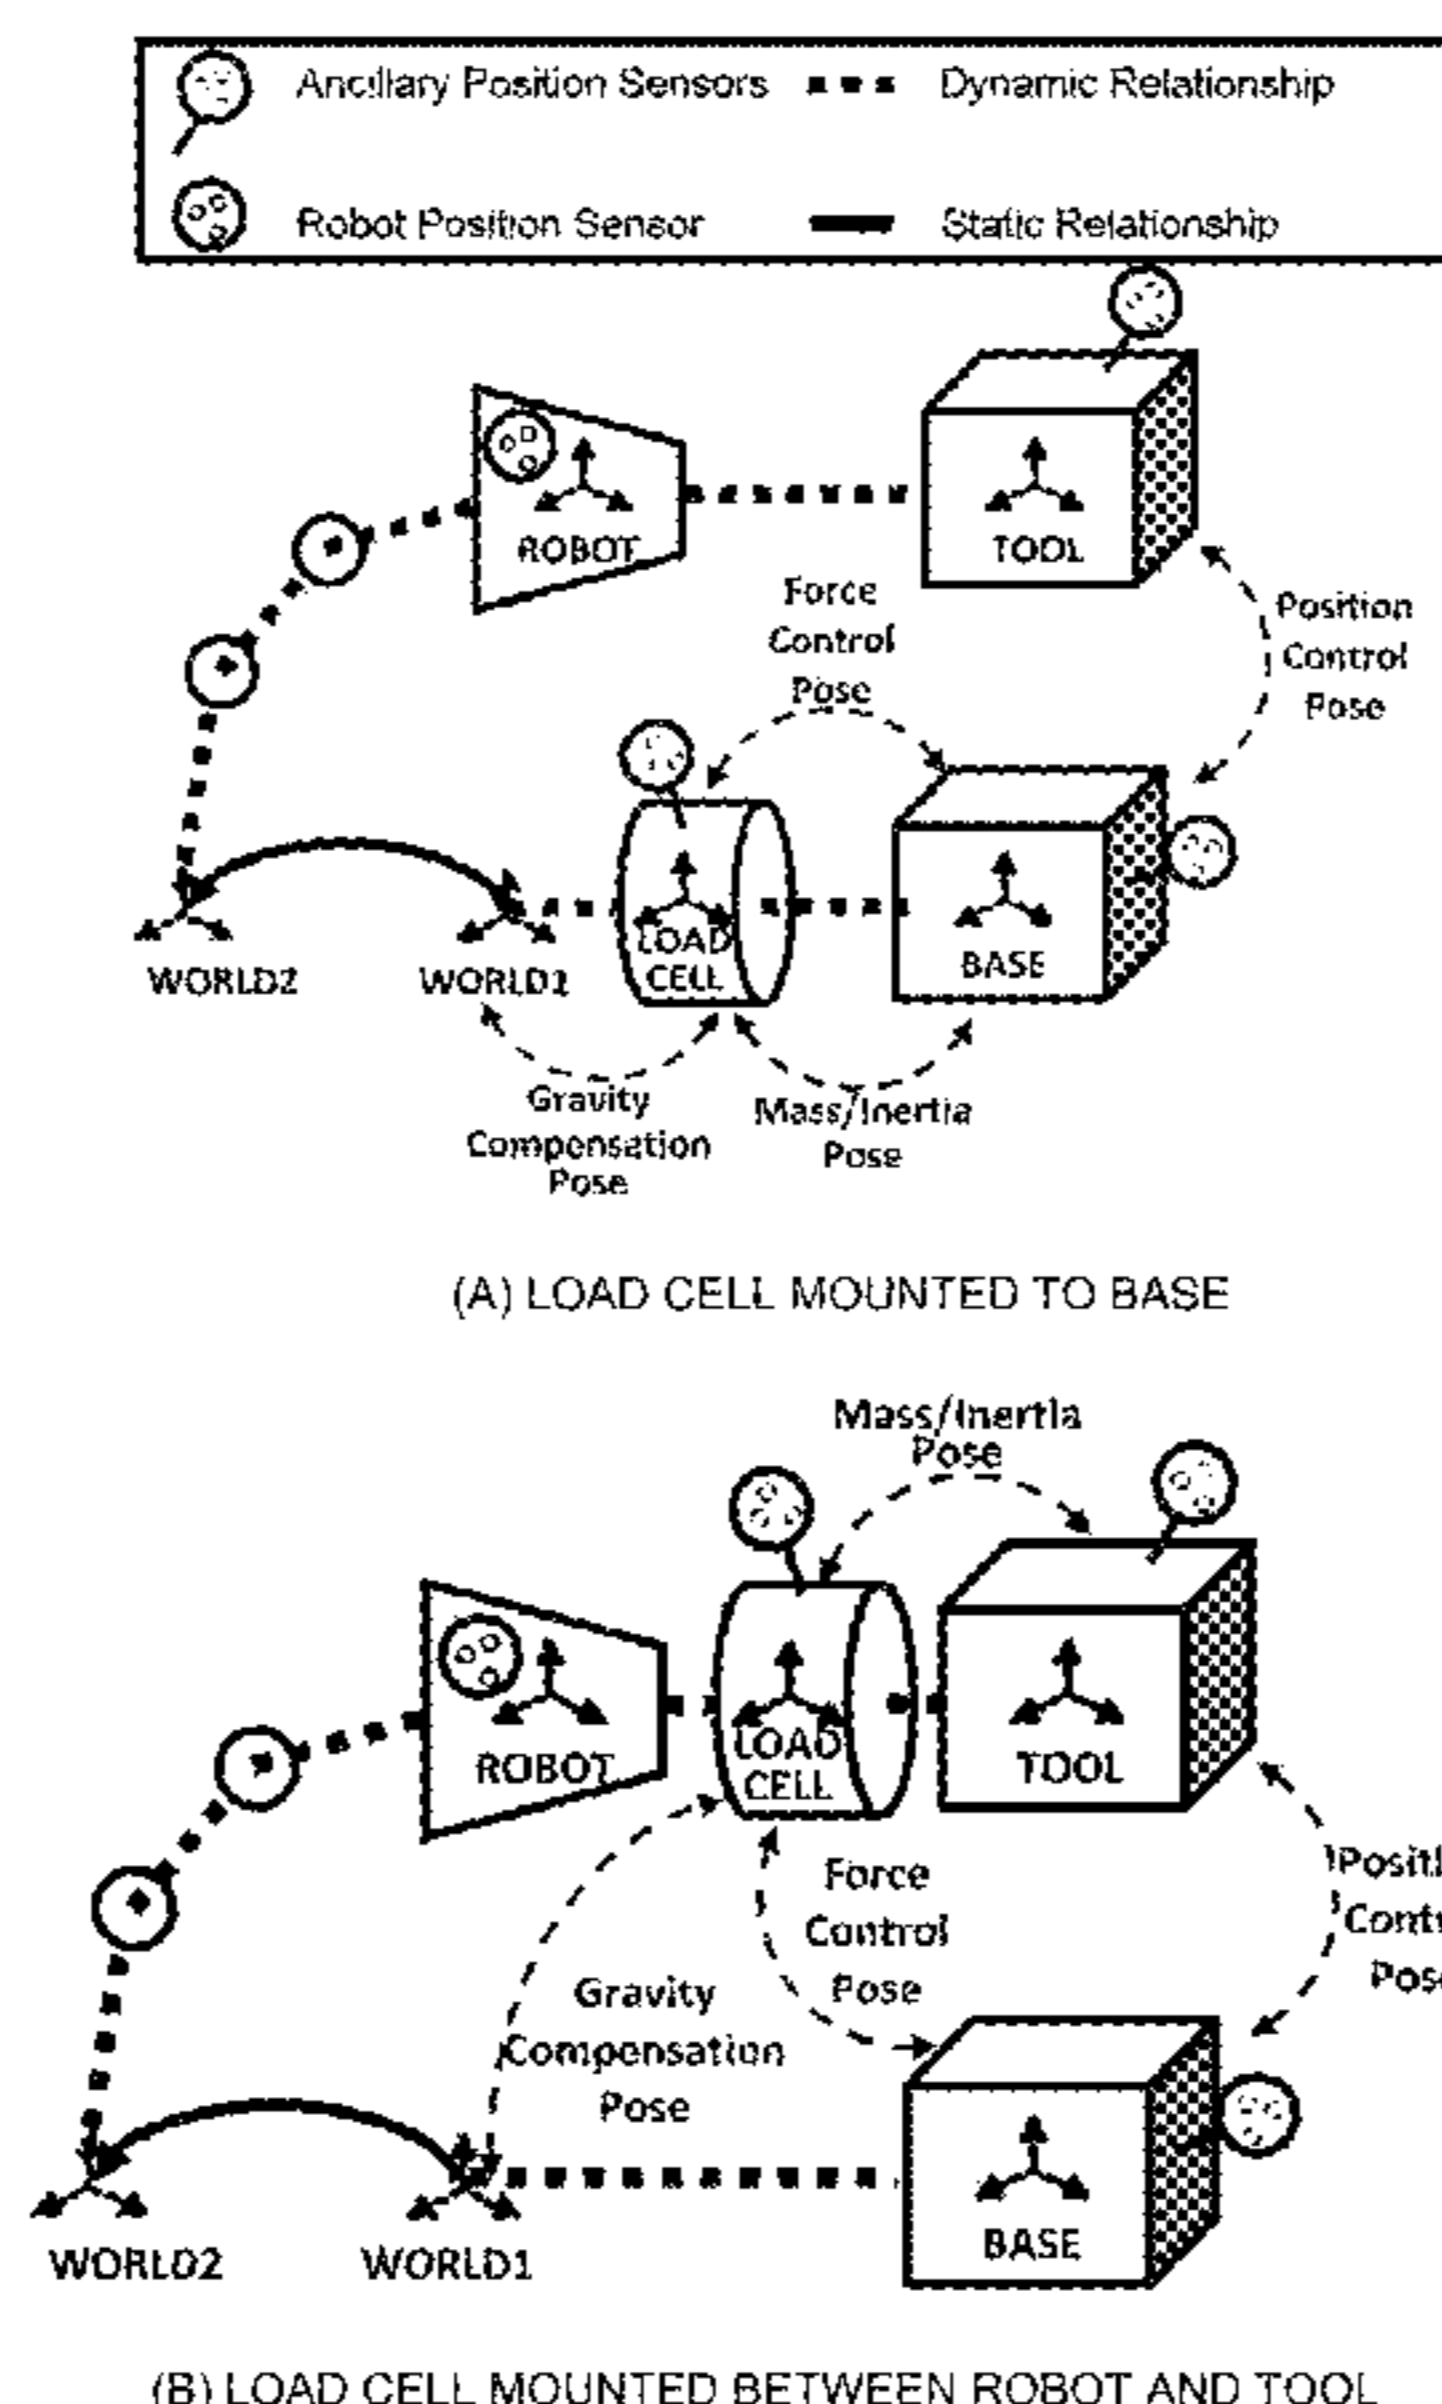 Ancillary Position Sensors
Dynamic Relationship
Robot Position Sensor
Static Relationship
ROBOT
TOOL
Force
Control
Pose
Position
Control
Pose
LOAD
CELL
BASE
WORLD2
WORLD1
Gravity
Compensation
Pose
Mass/Inertia
Pose
(A) LOAD CELL MOUNTED TO BASE
Mass/Inertia
Pose
ROBOT
LOAD
CELL
TOOL
Force
Control
Pose
Gravity
Compensation
Pose
WORLD2
WORLD1
BASE
(B) LOAD CELL MOUNTED BETWEEN ROBOT AND TOOL